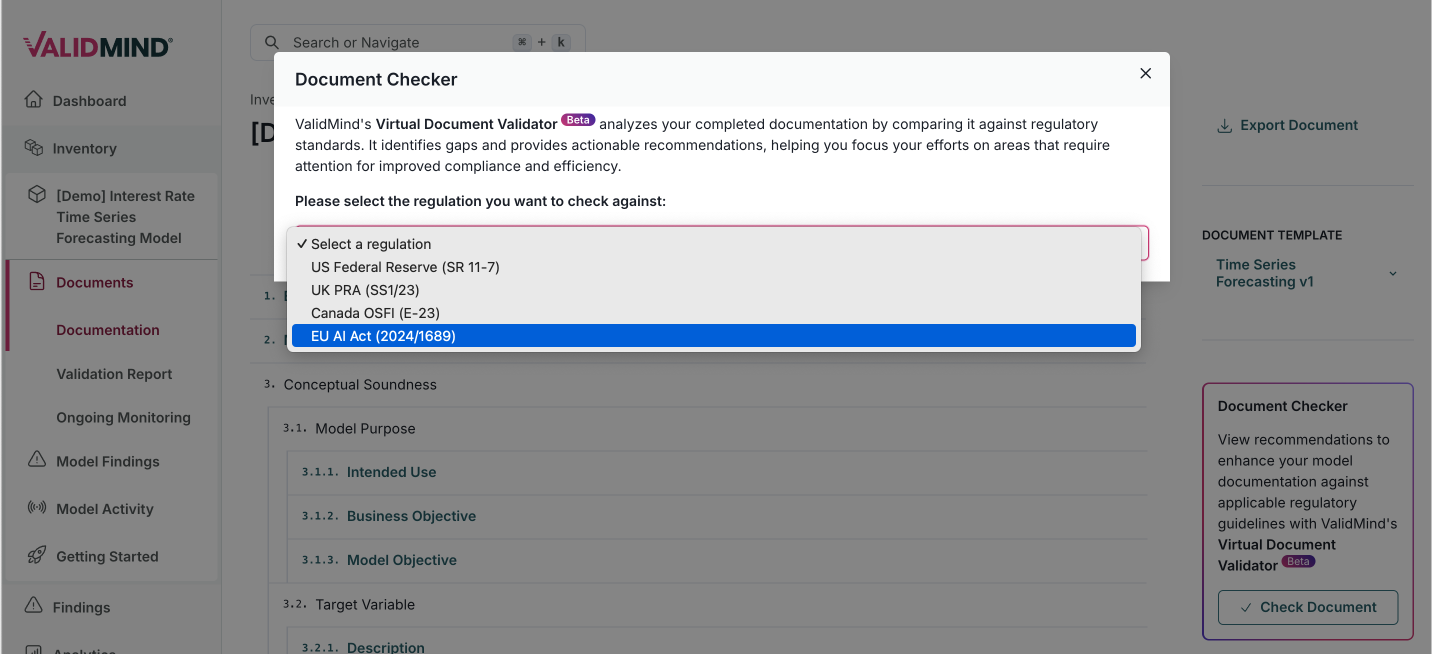 VALIDMIND®
Dashboard
Inventory
[Demo] Interest Rate
Time Series
Forecasting Model
Documents
Documentation
Validation Report
Ongoing Monitoring
Model Findings
Model Activity
Getting Started
Findings
Search or Navigate ⌘ + k
Document Checker
ValidMind's Virtual Document Validator Beta analyzes your completed documentation by comparing it against regulatory
standards. It identifies gaps and provides actionable recommendations, helping you focus your efforts on areas that require
attention for improved compliance and efficiency.
Please select the regulation you want to check against:
✓ Select a regulation
US Federal Reserve (SR 11-7)
UK PRA (SS1/23)
Canada OSFI (E-23)
EU AI Act (2024/1689)
1.
2.
3. Conceptual Soundness
3.1. Model Purpose
3.1.1. Intended Use
3.1.2. Business Objective
3.1.3. Model Objective
3.2. Target Variable
3.2.1. Description
Export Document
DOCUMENT TEMPLATE
Time Series
Forecasting v1
Document Checker
View recommendations to
enhance your model
documentation against
applicable regulatory
guidelines with ValidMind's
Virtual Document
Validator Beta
✓ Check Document